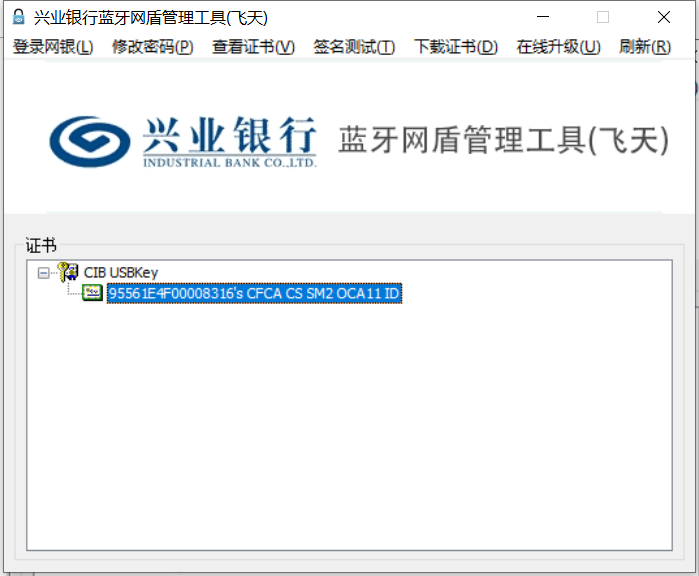 兴业银行蓝牙网盾管理工具(飞天)
登录网银(L) 修改密码(P) 查看证书(V) 签名测试(T) 下载证书(D) 在线升级(U) 刷新(R)
兴业银行 蓝牙网盾管理工具(飞天)
INDUSTRIAL BANK CO.,LTD.
证书
CIB USBKey
95561E4F00008316's CFCA CS SM2 OCA11 ID